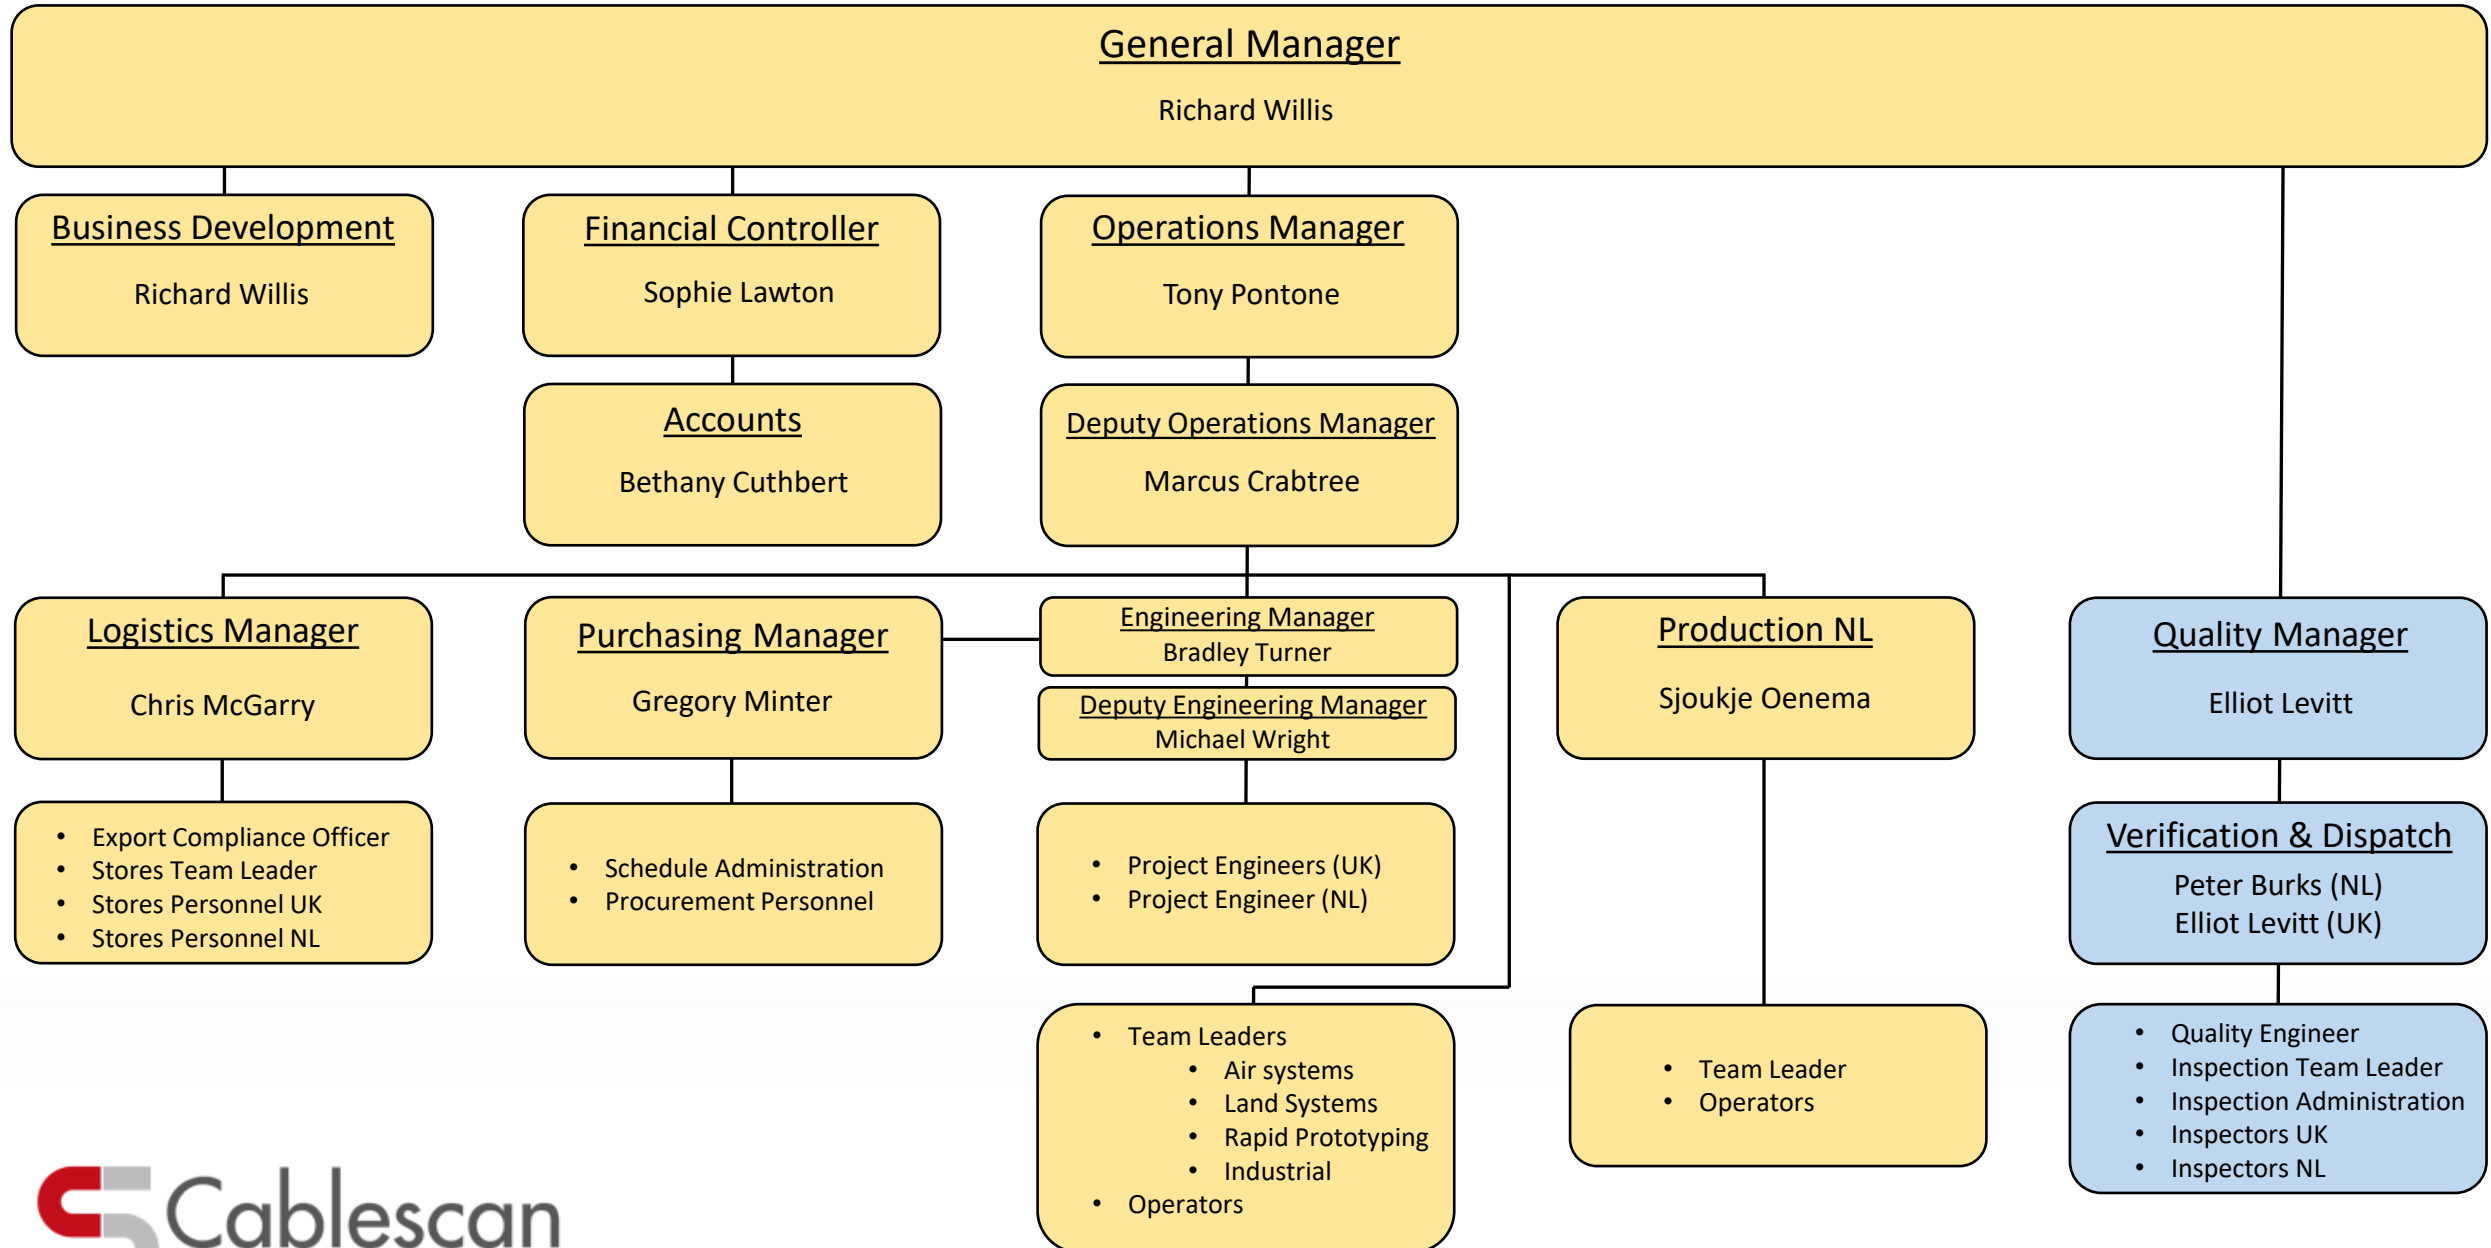 General Manager
Richard Willis
Business Development
Richard Willis
Financial Controller
Sophie Lawton
Operations Manager
Tony Pontone
Accounts
Bethany Cuthbert
Deputy Operations Manager
Marcus Crabtree
Logistics Manager
Chris McGarry
Purchasing Manager
Gregory Minter
Engineering Manager
Bradley Turner
Deputy Engineering Manager
Michael Wright
Production NL
Sjoukje Oenema
Quality Manager
Elliot Levitt
• Export Compliance Officer
• Stores Team Leader
• Stores Personnel UK
• Stores Personnel NL
• Schedule Administration
• Procurement Personnel
• Project Engineers (UK)
• Project Engineer (NL)
Verification & Dispatch
Peter Burks (NL)
Elliot Levitt (UK)
• Team Leaders
• Air systems
• Land Systems
• Rapid Prototyping
• Industrial
• Operators
• Team Leader
• Operators
• Quality Engineer
• Inspection Team Leader
• Inspection Administration
• Inspectors UK
• Inspectors NL
Cablescan